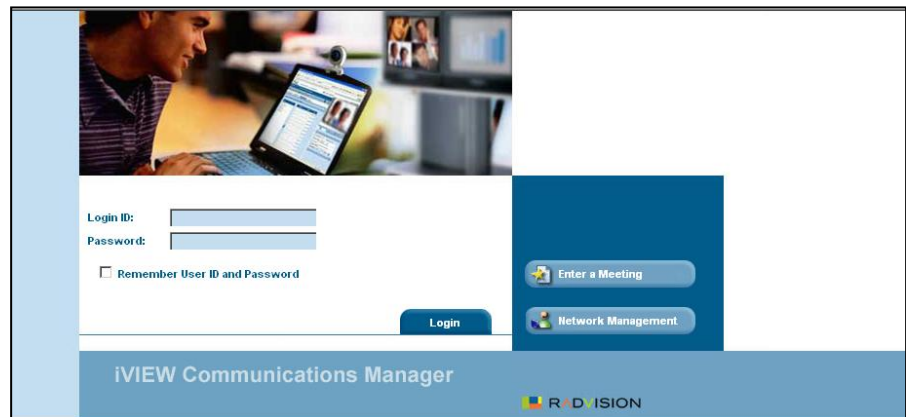 Login ID:
Password:
Remember User ID and Password
Login
Enter a Meeting
Network Management
iVIEW Communications Manager
RADVISION